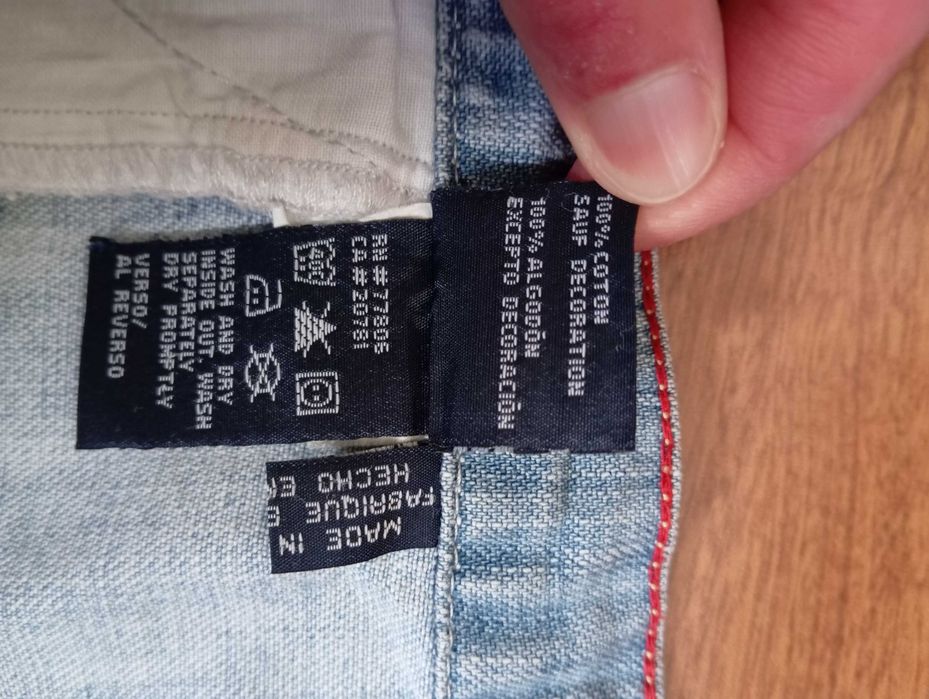 100% COTON
SAUF DECORATION
100% ALGODÓN
EXCEPTO DECORACIÓN
RN #77806
CA #20781
WASH AND DRY
INSIDE OUT. WASH
SEPARATELY
DRY PROMPTLY
VERSO/
AL REVERSO
MADE IN
FABRIQUE E
HECHO EN